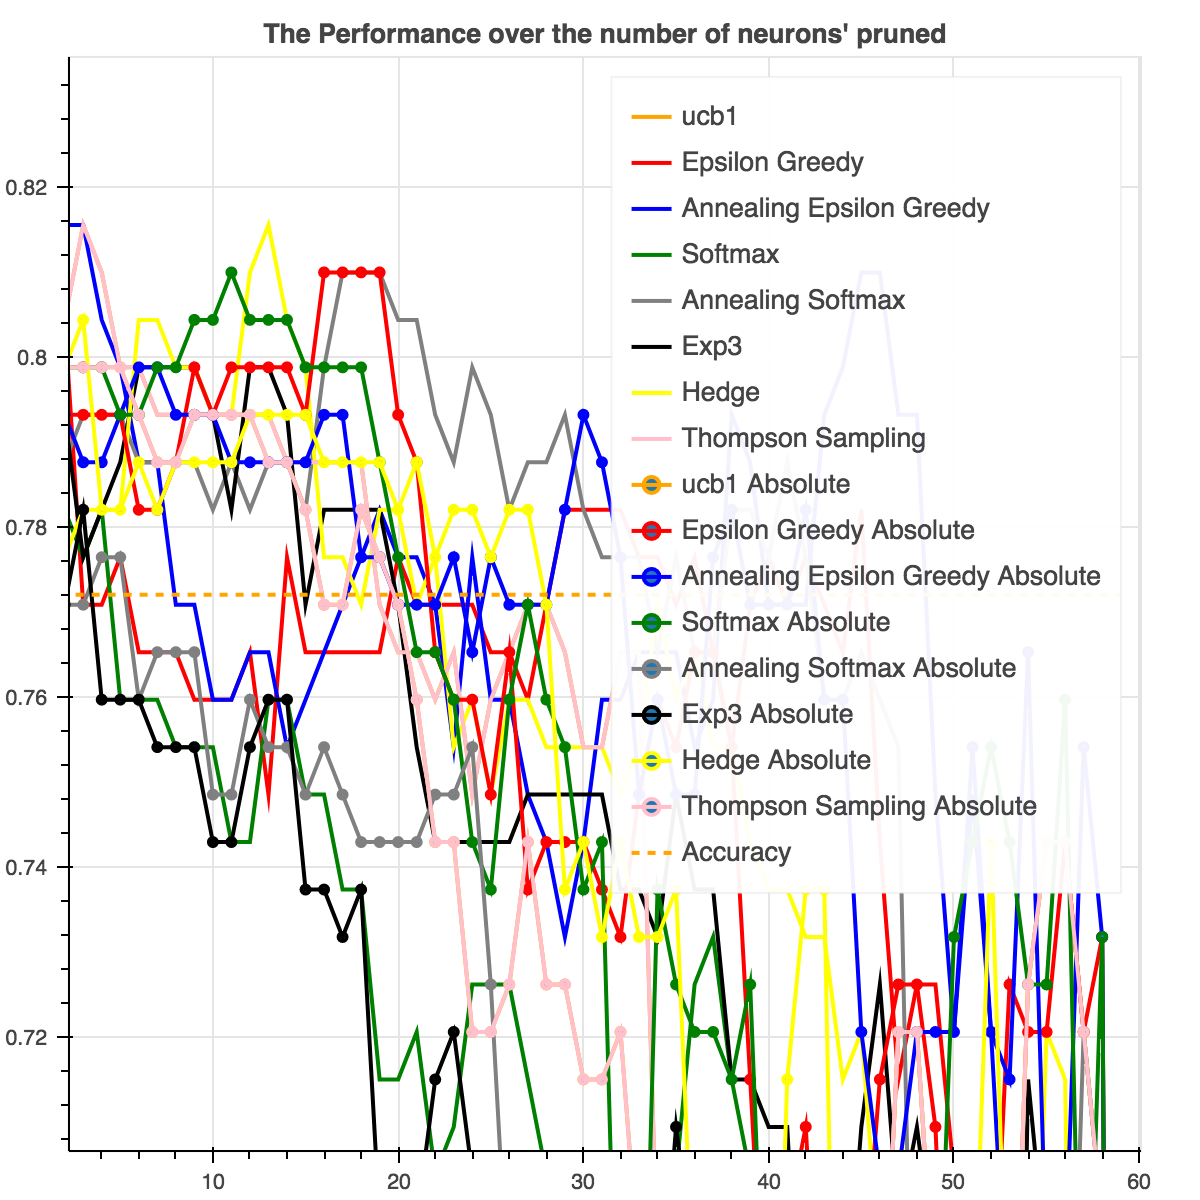 The Performance over the number of neurons' pruned
0.82
0.8
0.78
0.76
0.74
0.72
ucb1
Epsilon Greedy
Annealing Epsilon Greedy
Softmax
Annealing Softmax
Exp3
Hedge
Thompson Sampling
ucb1 Absolute
Epsilon Greedy Absolute
Annealing Epsilon Greedy Absolute
Softmax Absolute
Annealing Softmax Absolute
Exp3 Absolute
Hedge Absolute
Thompson Sampling Absolute
Accuracy
10 20 30 40 50 60